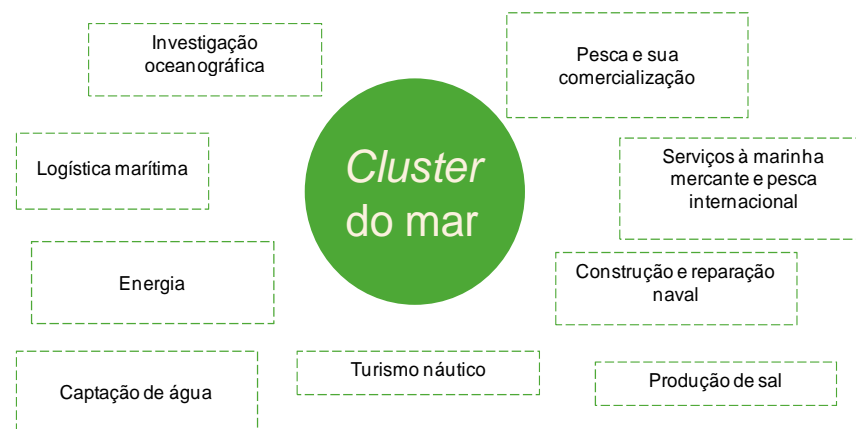 Investigação
oceanográfica
Pesca e sua
comercialização
Cluster
do mar
Logística marítima
Serviços à marinha
mercante e pesca
internacional
Energia
Construção e reparação
naval
Captação de água
Turismo náutico
Produção de sal